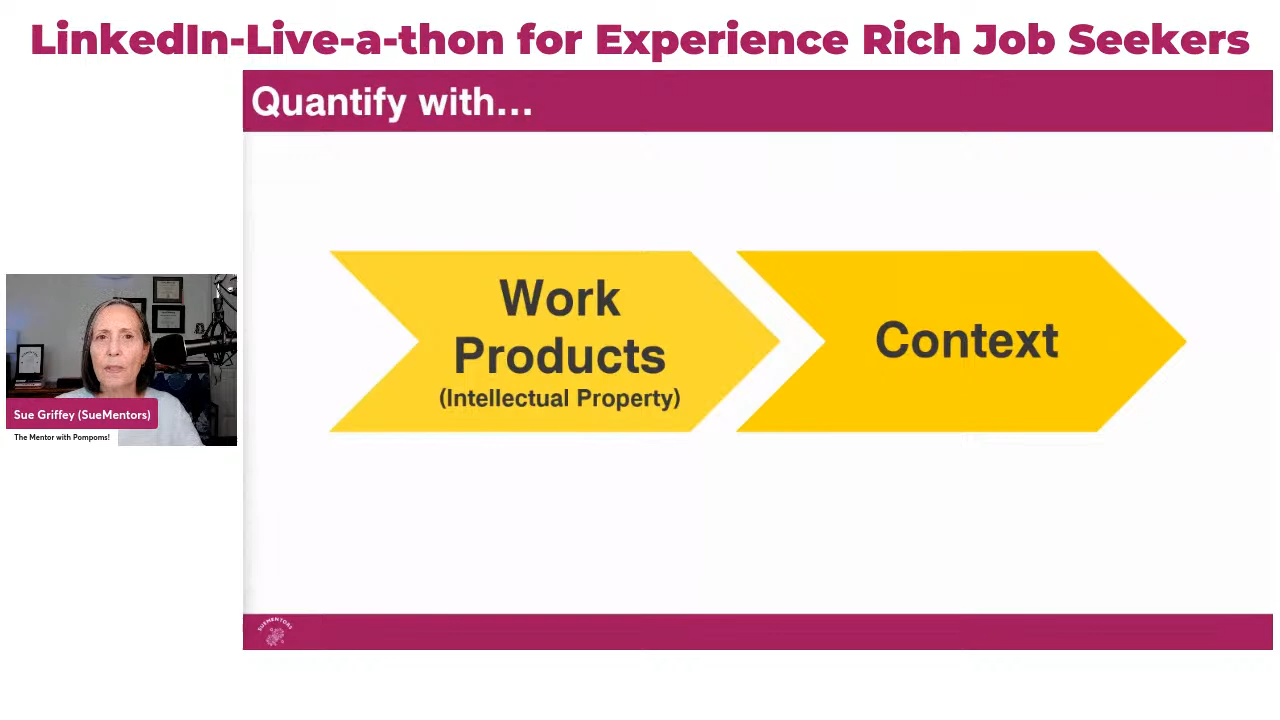 LinkedIn-Live-a-thon for Experience Rich Job Seekers
Quantify with...
Work
Products
(Intellectual Property)
Context
Sue Griffey (SueMentors)
The Mentor with Pompoms!
SUEMENTORS